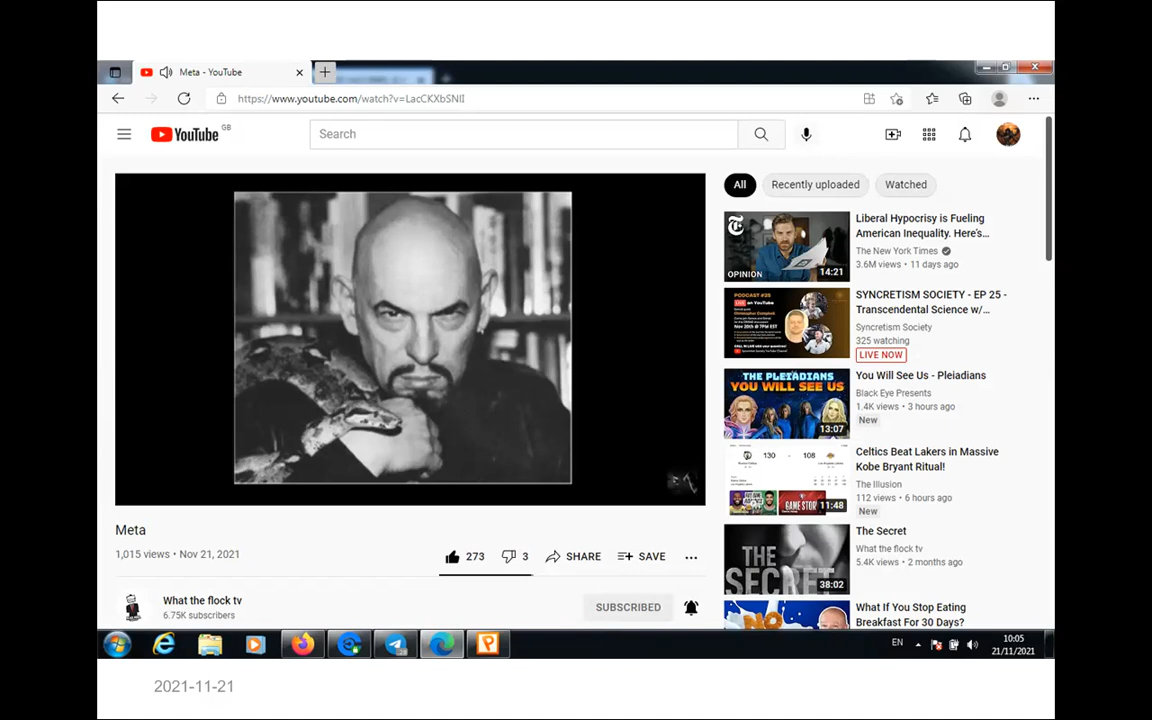 Meta - YouTube
https://www.youtube.com/watch?v=LacCKXbSNII
YouTube GB
Search
All
Recently uploaded
Watched
OPINION
14:21
Liberal Hypocrisy is Fueling
American Inequality. Here's...
The New York Times
3.6M views • 11 days ago
PODCAST #25
SYNCRETISM SOCIETY - EP 25 -
Transcendental Science w/...
Syncretism Society
325 watching
LIVE NOW
THE PLEIADIANS
YOU WILL SEE US
13:07
You Will See Us - Pleiadians
Black Eye Presents
1.4K views • 3 hours ago
New
130 - 108
GAME STOP
11:48
Celtics Beat Lakers in Massive
Kobe Bryant Ritual!
The Illusion
112 views • 6 hours ago
New
THE
SECRET
38:02
The Secret
What the flock tv
5.4K views • 2 months ago
NO
What If You Stop Eating
Breakfast For 30 Days?
Meta
1,015 views • Nov 21, 2021
273
3
SHARE
SAVE
What the flock tv
6.75K subscribers
SUBSCRIBED
EN
10:05
21/11/2021
2021-11-21